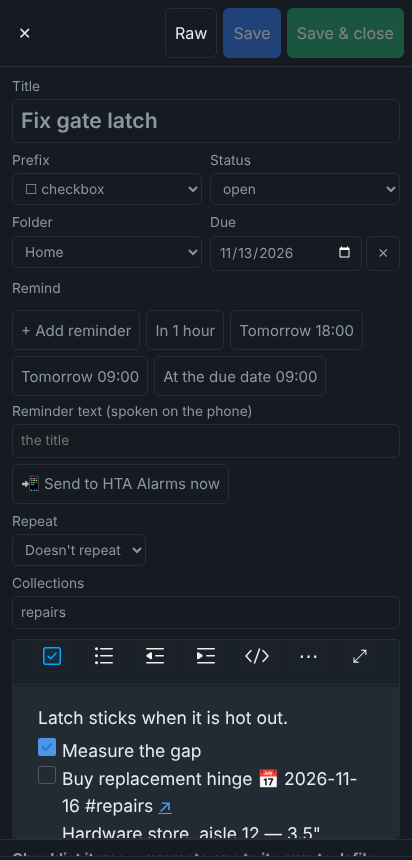 ✕ Raw Save Save & close
Title
Fix gate latch
Prefix Status
☐ checkbox open
Folder Due
Home 11/13/2026 ✕
Remind
+ Add reminder In 1 hour Tomorrow 18:00
Tomorrow 09:00 At the due date 09:00
Reminder text (spoken on the phone)
the title
📲 Send to HTA Alarms now
Repeat
Doesn't repeat
Collections
repairs
Latch sticks when it is hot out.
Measure the gap
Buy replacement hinge 📅 2026-11-
16 #repairs ↗
Hardware store, aisle 12 — 3.5"